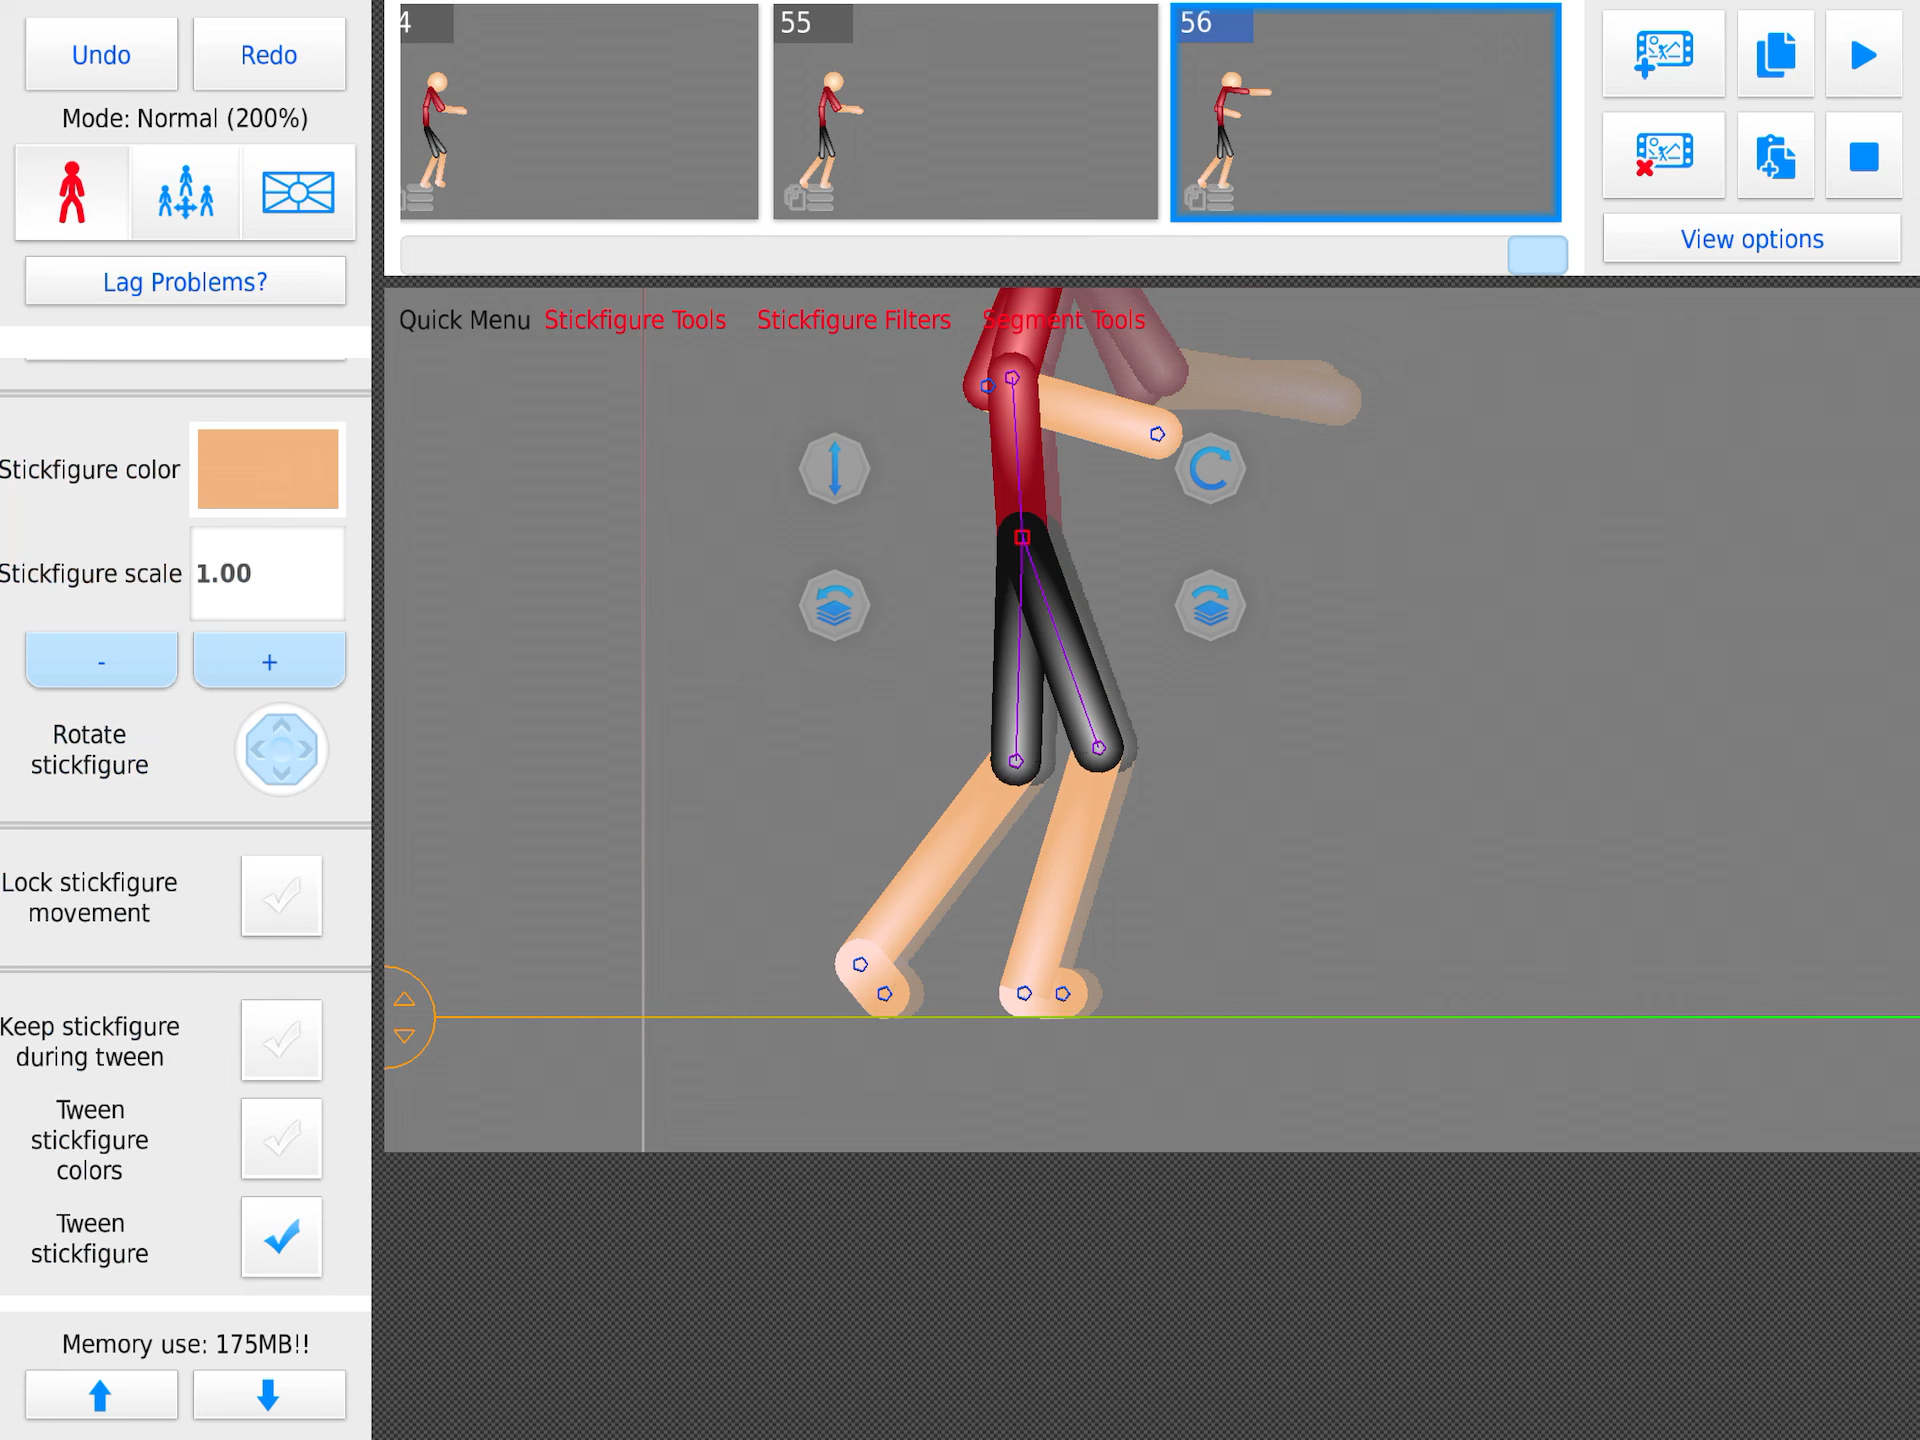 Undo
Redo
Mode: Normal (200%)
Lag Problems?
4
55
56
View options
Quick Menu
Stickfigure Tools
Stickfigure Filters
Segment Tools
Stickfigure color
Stickfigure scale
1.00
-
+
Rotate
stickfigure
Lock stickfigure
movement
Keep stickfigure
during tween
Tween
stickfigure
colors
Tween
stickfigure
Memory use: 175MB!!